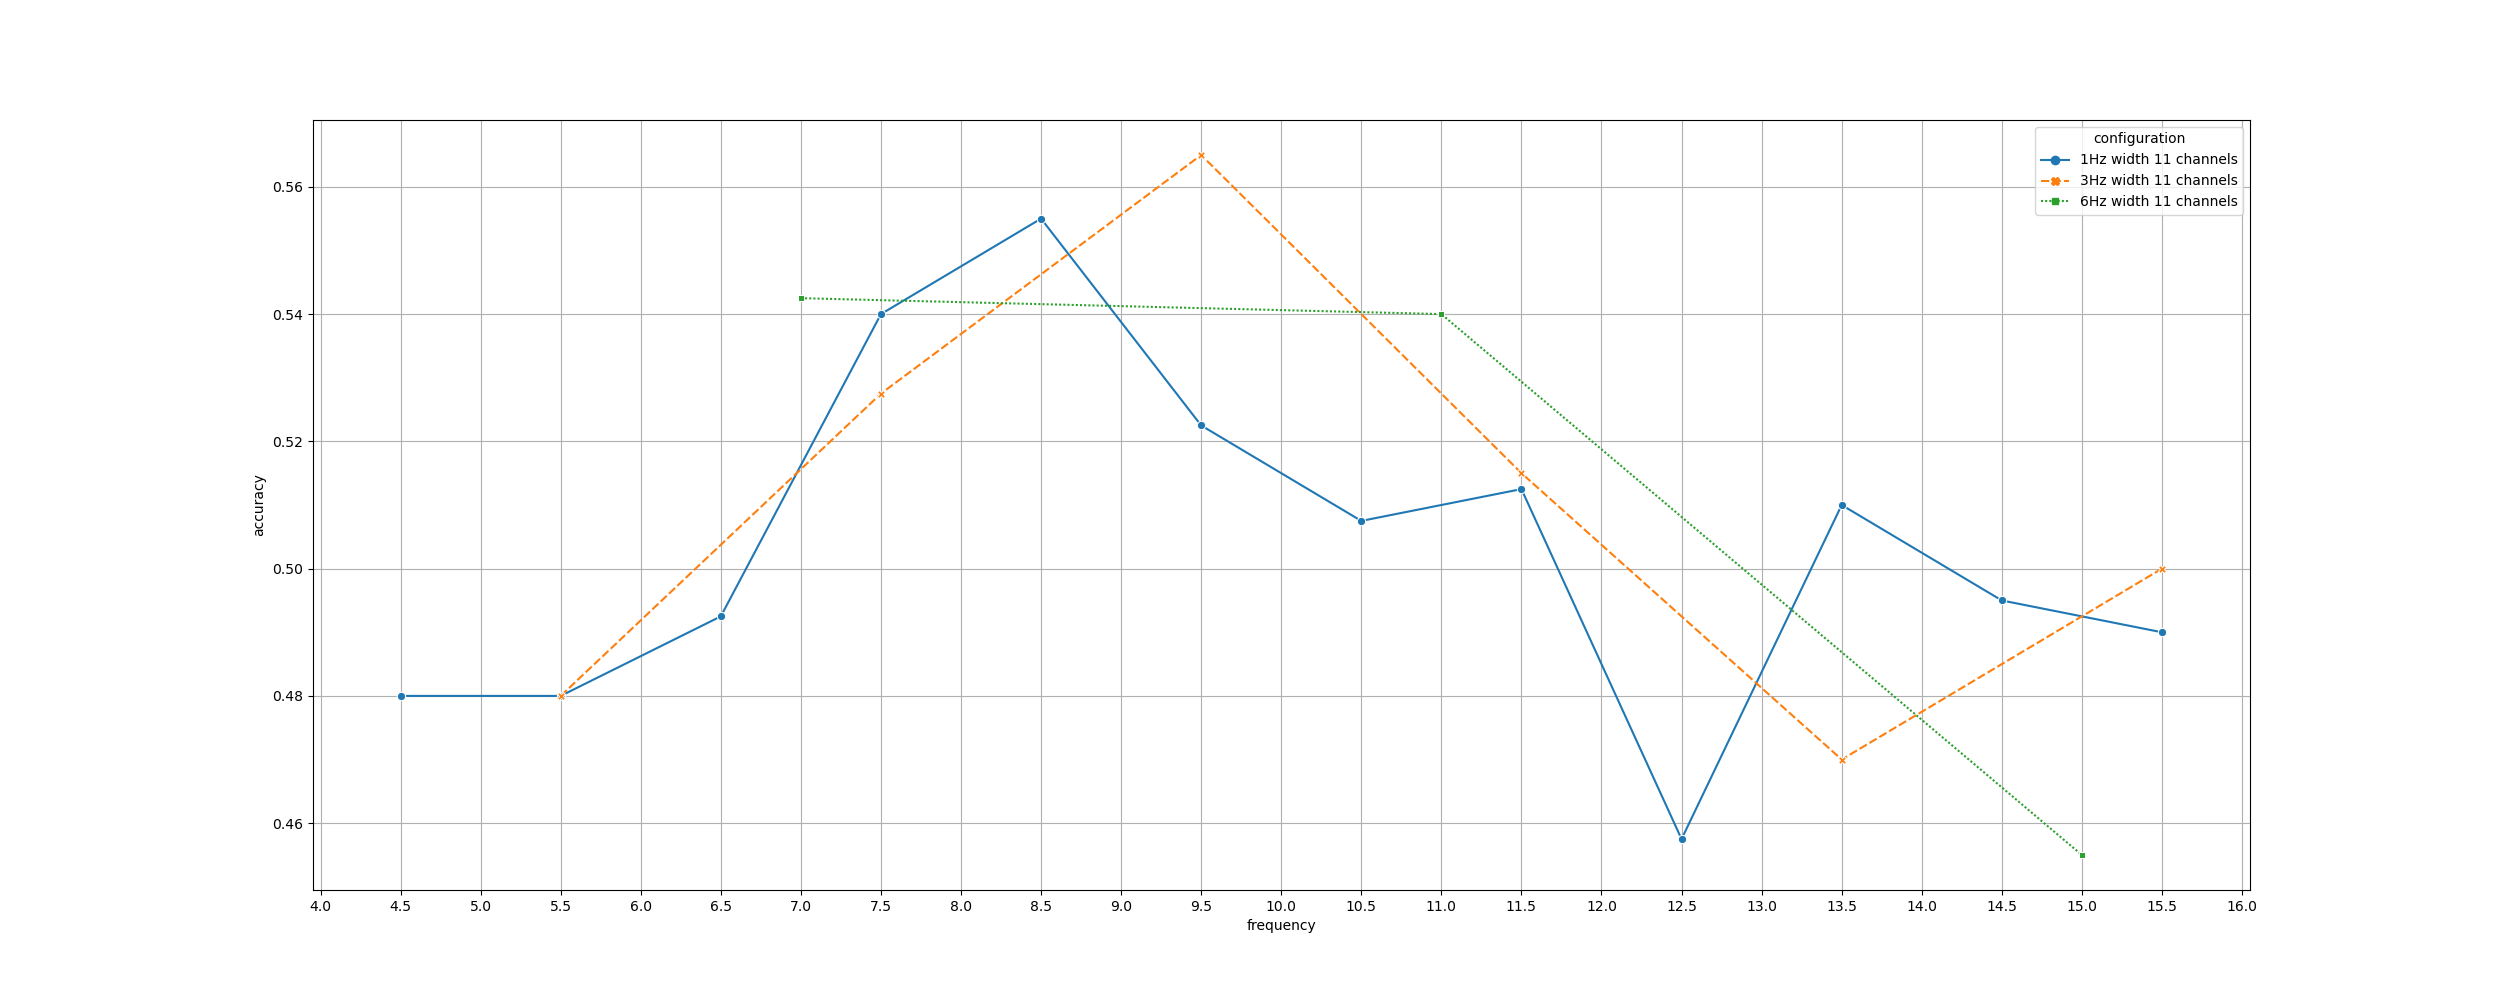 configuration
1Hz width 11 channels
3Hz width 11 channels
6Hz width 11 channels
0.56
0.54
0.52
0.50
0.48
0.46
accuracy
4.0 4.5 5.0 5.5 6.0 6.5 7.0 7.5 8.0 8.5 9.0 9.5 10.0 10.5 11.0 11.5 12.0 12.5 13.0 13.5 14.0 14.5 15.0 15.5 16.0
frequency